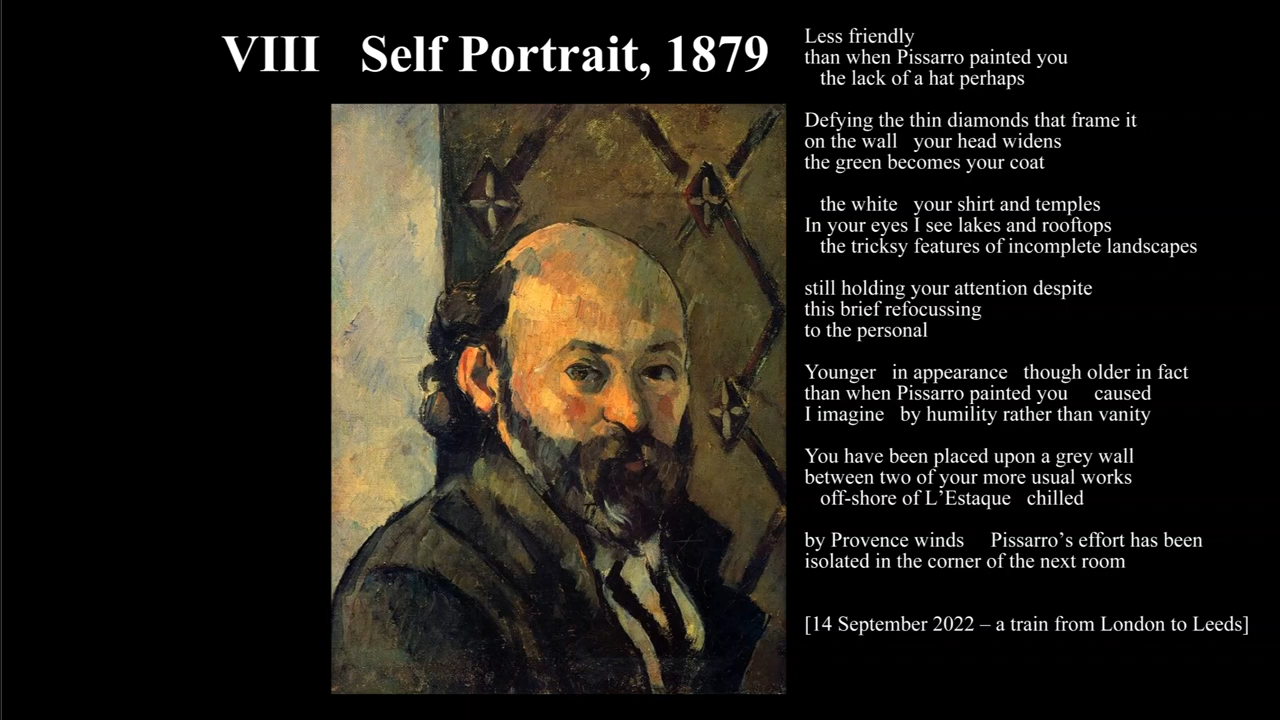 VIII Self Portrait, 1879
Less friendly
than when Pissarro painted you
the lack of a hat perhaps
Defying the thin diamonds that frame it
on the wall your head widens
the green becomes your coat
the white your shirt and temples
In your eyes I see lakes and rooftops
the tricksy features of incomplete landscapes
still holding your attention despite
this brief refocussing
to the personal
Younger in appearance though older in fact
than when Pissarro painted you caused
I imagine by humility rather than vanity
You have been placed upon a grey wall
between two of your more usual works
off-shore of L’Estaque chilled
by Provence winds Pissarro’s effort has been
isolated in the corner of the next room
[14 September 2022 – a train from London to Leeds]